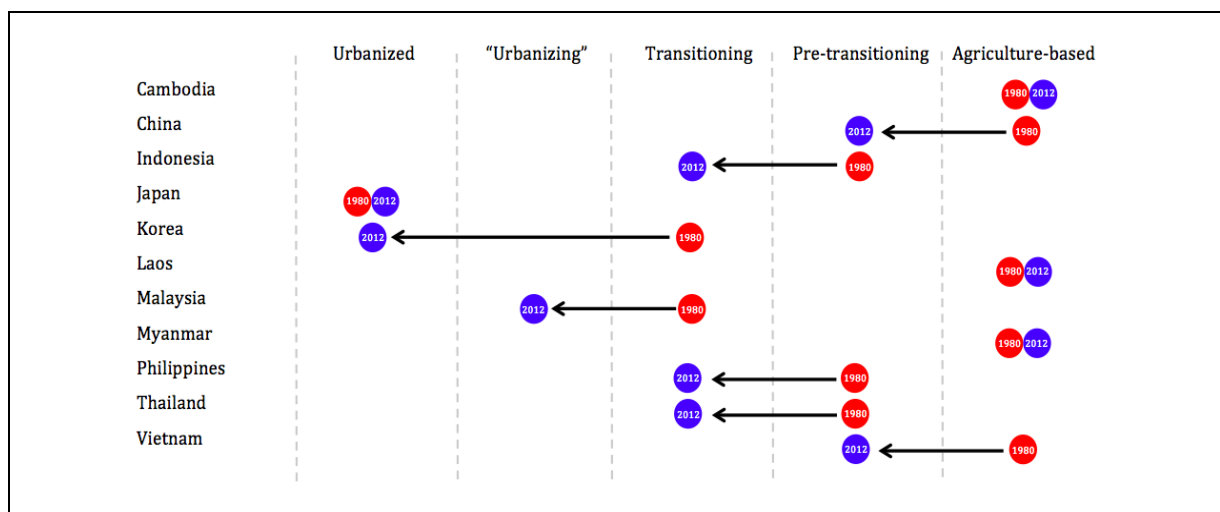 Urbanized “Urbanizing” Transitioning Pre-transitioning Agriculture-based
Cambodia 1980 2012
China 2012 1980
Indonesia 2012 1980
Japan 1980 2012
Korea 2012 1980
Laos 1980 2012
Malaysia 2012 1980
Myanmar 1980 2012
Philippines 2012 1980
Thailand 2012 1980
Vietnam 2012 1980